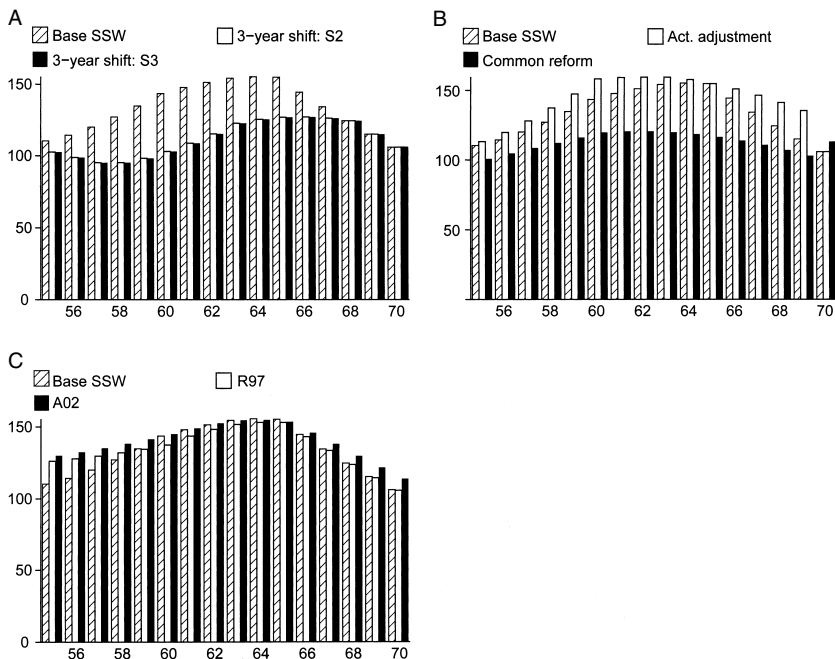 A
Base SSW 3−year shift: S2
3−year shift: S3
150
100
50
0
56 58 60 62 64 66 68 70
B
Base SSW Act. adjustment
Common reform
150
100
50
56 58 60 62 64 66 68 70
C
Base SSW R97
A02
150
100
50
0
56 58 60 62 64 66 68 70